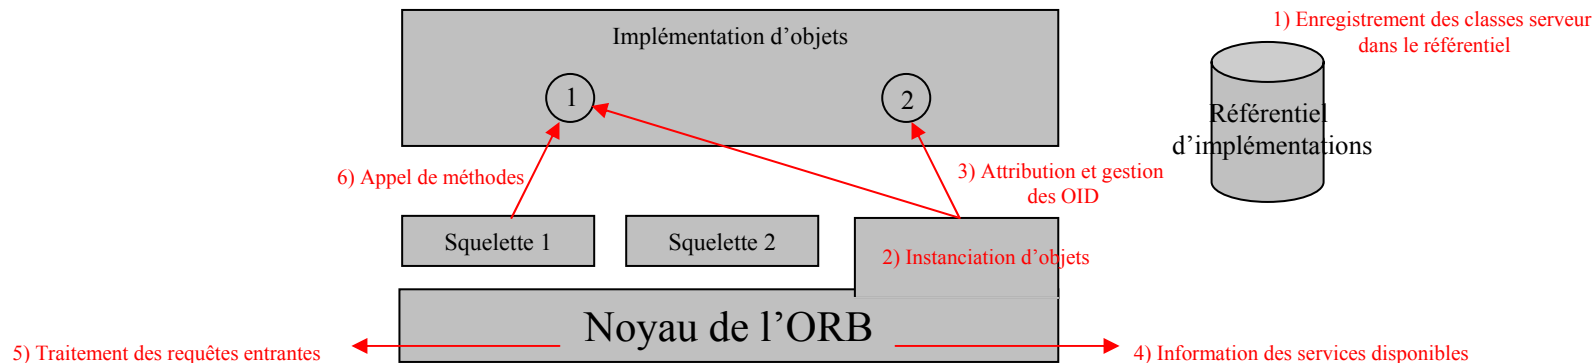 1) Enregistrement des classes serveur
dans le référentiel
Implémentation d’objets
1
2
Référentiel
d’implémentations
6) Appel de méthodes
3) Attribution et gestion
des OID
Squelette 1
Squelette 2
2) Instanciation d’objets
Noyau de l’ORB
5) Traitement des requêtes entrantes
4) Information des services disponibles